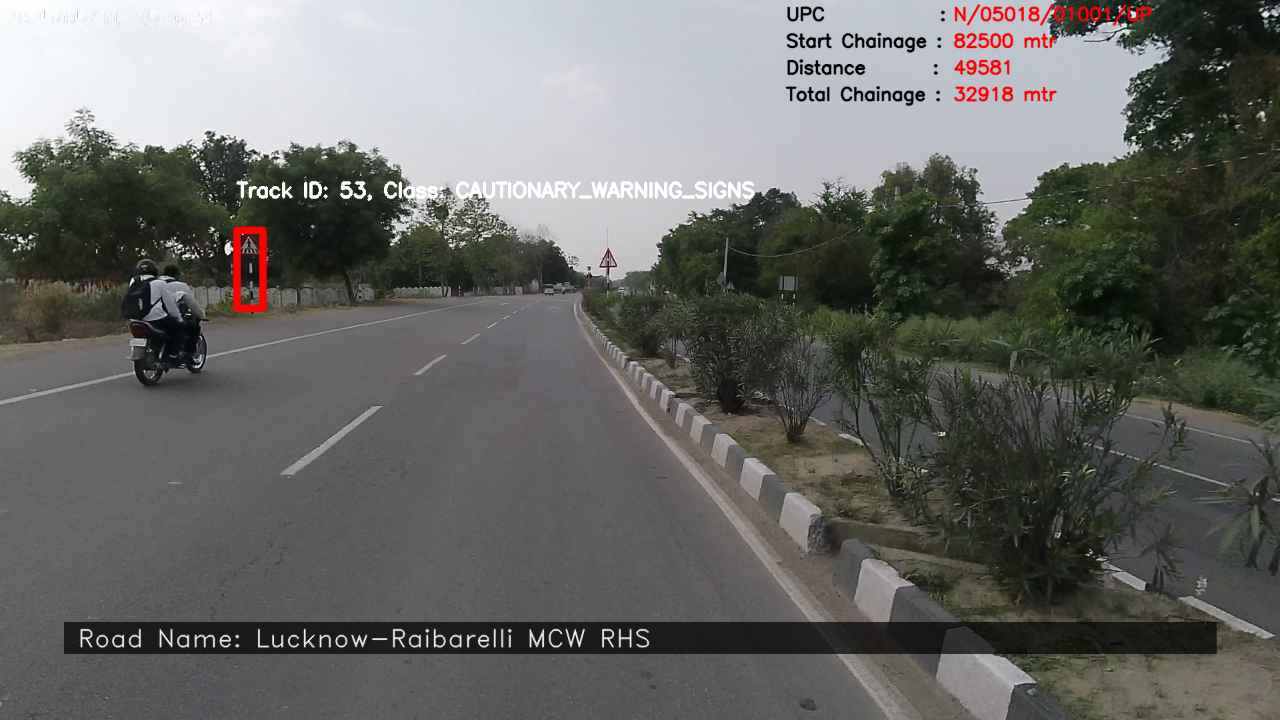 UPC : N/05018/01001/UP
Start Chainage : 82500 mtr
Distance : 49581
Total Chainage : 32918 mtr
Track ID: 53, Class: CAUTIONARY_WARNING_SIGNS
Road Name: Lucknow-Raibarelli MCW RHS